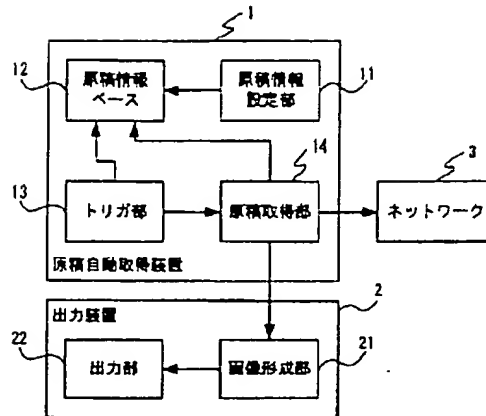 1
12
原稿情報
ベース
原稿情報
設定部
11
14
3
13
トリガ部
原稿取得部
ネットワーク
原稿自動取得装置
2
出力装置
22
出力部
画像形成部
21